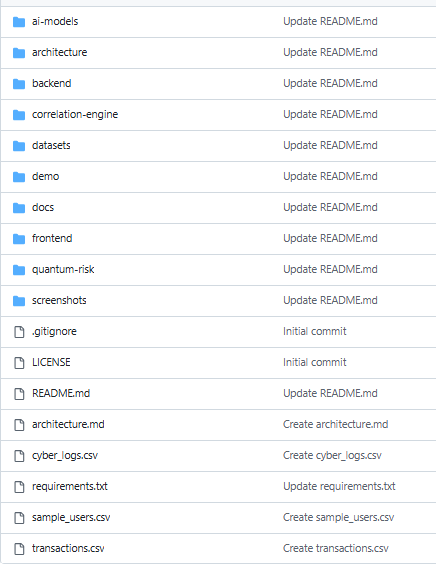 ai-models Update README.md
architecture Update README.md
backend Update README.md
correlation-engine Update README.md
datasets Update README.md
demo Update README.md
docs Update README.md
frontend Update README.md
quantum-risk Update README.md
screenshots Update README.md
.gitignore Initial commit
LICENSE Initial commit
README.md Update README.md
architecture.md Create architecture.md
cyber_logs.csv Create cyber_logs.csv
requirements.txt Update requirements.txt
sample_users.csv Create sample_users.csv
transactions.csv Create transactions.csv